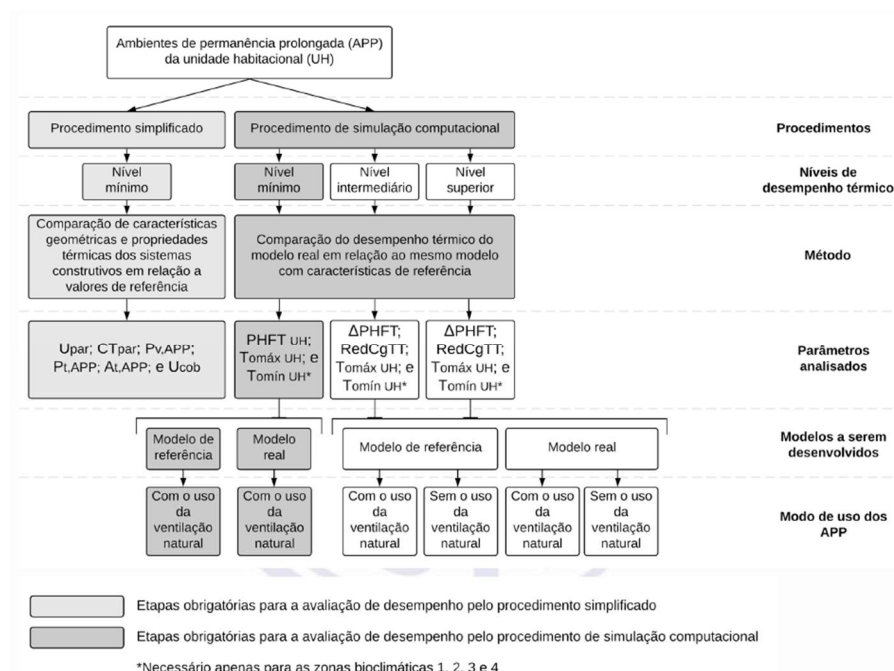 Ambientes de permanência prolongada (APP)
da unidade habitacional (UH)
Procedimento simplificado
Procedimento de simulação computacional
Procedimentos
Nível
mínimo
Nível
mínimo
Nível
intermediário
Nível
superior
Níveis de
desempenho térmico
Comparação de características
geométricas e propriedades
térmicas dos sistemas
construtivos em relação a
valores de referência
Comparação do desempenho térmico do
modelo real em relação ao mesmo modelo
com características de referência
Método
Upar; CTpar; Pv,APP;
Pt,APP; At,APP; e Ucob
PHFT UH;
Tomáx UH; e
Tomín UH*
ΔPHFT;
RedCgTT;
Tomáx UH; e
Tomín UH*
ΔPHFT;
RedCgTT;
Tomáx UH; e
Tomín UH*
Parâmetros
analisados
Modelo de
referência
Modelo
real
Modelo de referência
Modelo real
Modelos a serem
desenvolvidos
Com o uso
da
ventilação
natural
Com o uso
da
ventilação
natural
Com o uso
da
ventilação
natural
Sem o uso
da
ventilação
natural
Com o uso
da
ventilação
natural
Sem o uso
da
ventilação
natural
Modo de uso dos
APP
Etapas obrigatórias para a avaliação de desempenho pelo procedimento simplificado
Etapas obrigatórias para a avaliação de desempenho pelo procedimento de simulação computacional
*Necessário apenas para as zonas bioclimáticas 1, 2, 3 e 4